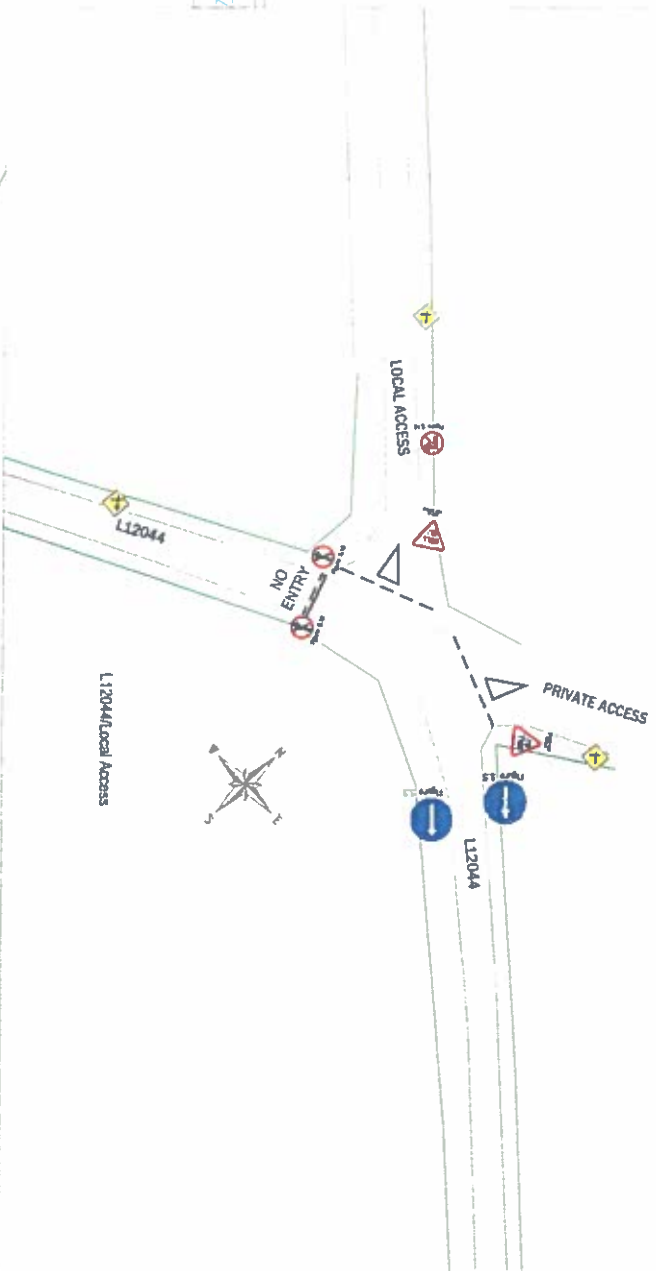 LOCAL ACCESS
L12044
NO
ENTRY
PRIVATE ACCESS
L12044/Local Access
N
S
E
L12044